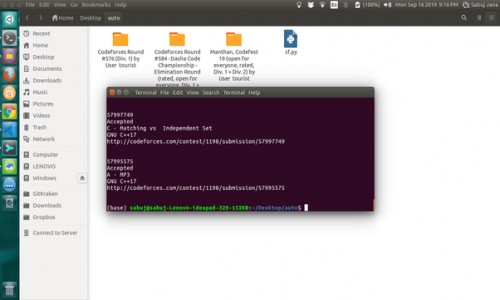 Terminal File Edit View Go Bookmarks Help
(100%) Mon Sep 16 2019 9:16 PM Sabuj Jana
Home Desktop auto
Recent
Home
Desktop
Documents
Downloads
Music
Pictures
Videos
Trash
Network
Computer
LENOVO
Windows
GitKraken
Downloads
Dropbox
Connect to Server
Codeforces Round
#576 (Div. 1) by
User tourist
Codeforces Round
#584 - Dasha Code
Championship -
Elimination Round
(rated, open for
everyone, Div. 1 +
Manthan, Codefest
19 (open for
everyone, rated,
Div. 1 + Div. 2) by
User tourist
cf.py
Terminal File Edit View Search Terminal Help
57997749
Accepted
C - Matching vs Independent Set
GNU C++17
http://codeforces.com/contest/1198/submission/57997749
57995575
Accepted
A - MP3
GNU C++17
http://codeforces.com/contest/1198/submission/57995575
(base) sabuj@sabuj-Lenovo-ideapad-320-15IKB:~/Desktop/auto$